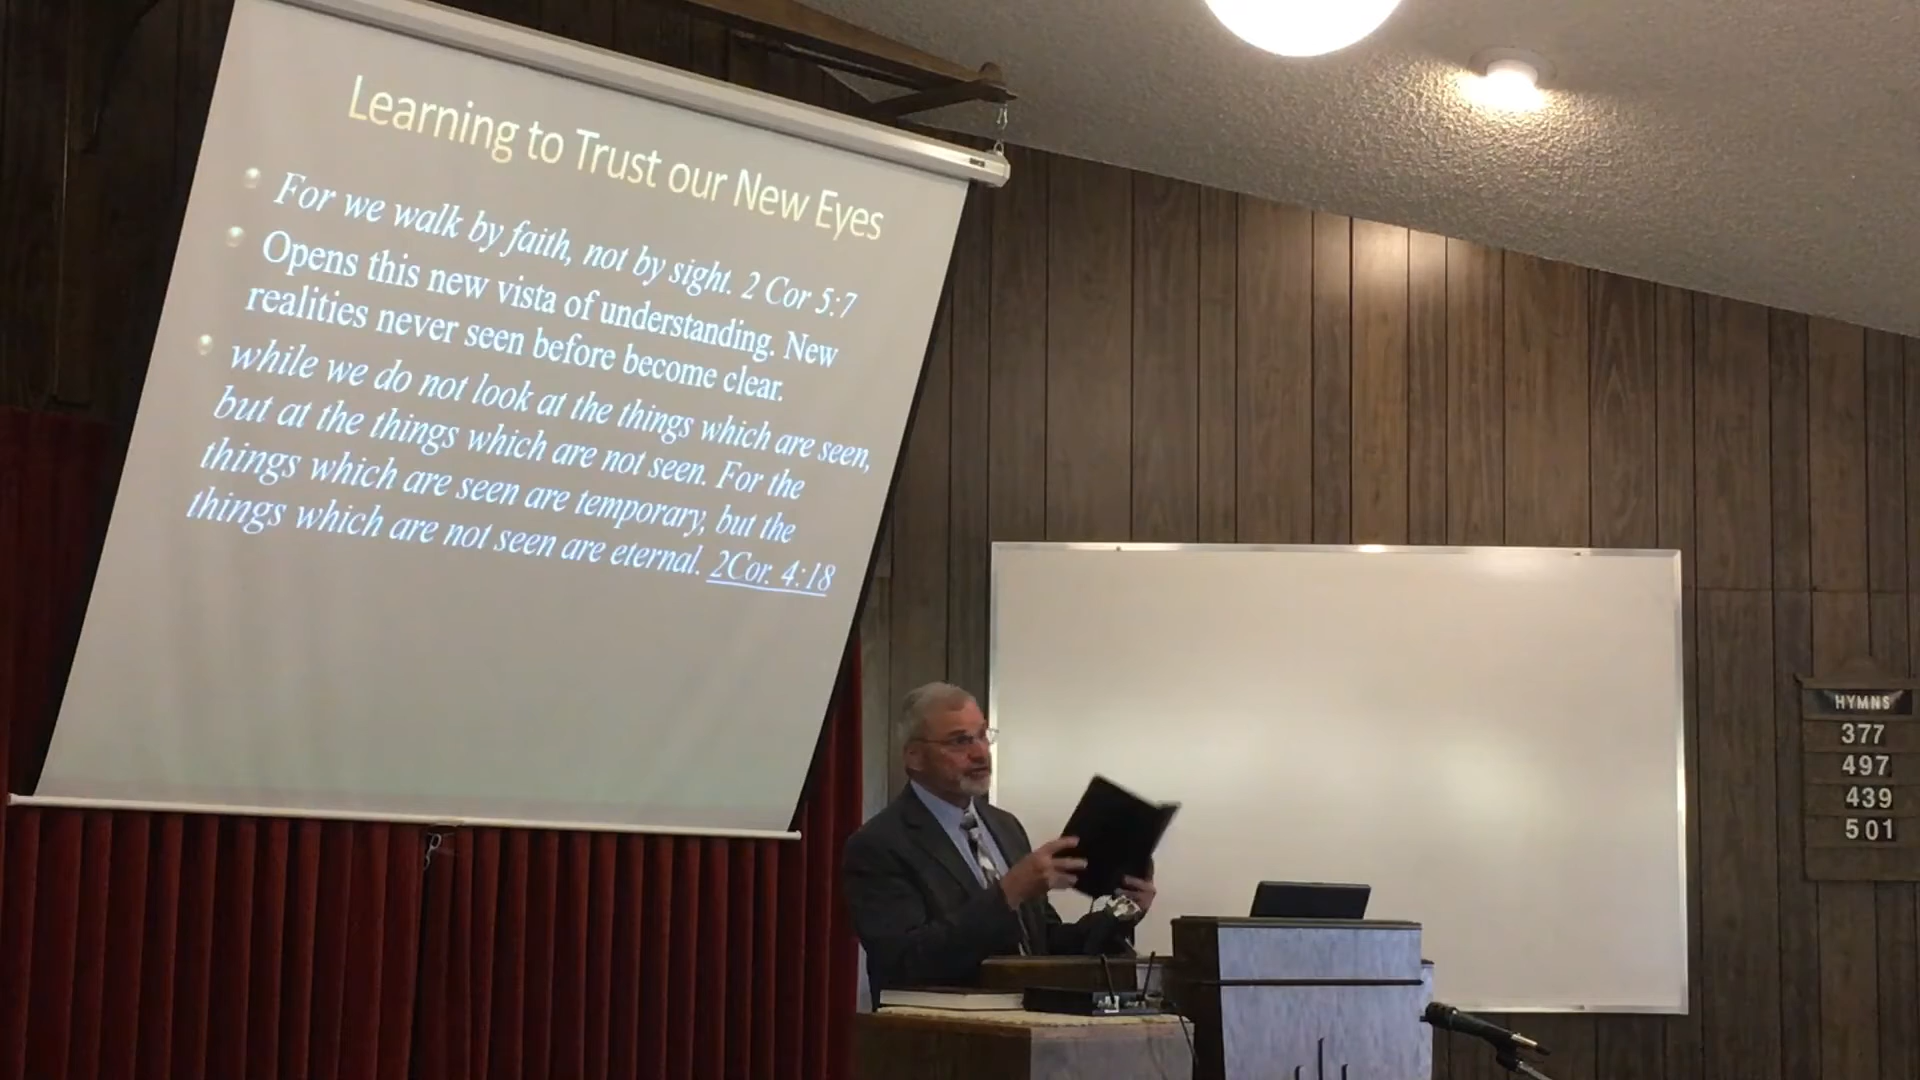 Learning to Trust our New Eyes
For we walk by faith, not by sight. 2 Cor 5:7
Opens this new vista of understanding. New
realities never seen before become clear.
while we do not look at the things which are seen,
but at the things which are not seen. For the
things which are seen are temporary, but the
things which are not seen are eternal. 2Cor. 4:18
HYMNS
377
497
439
501